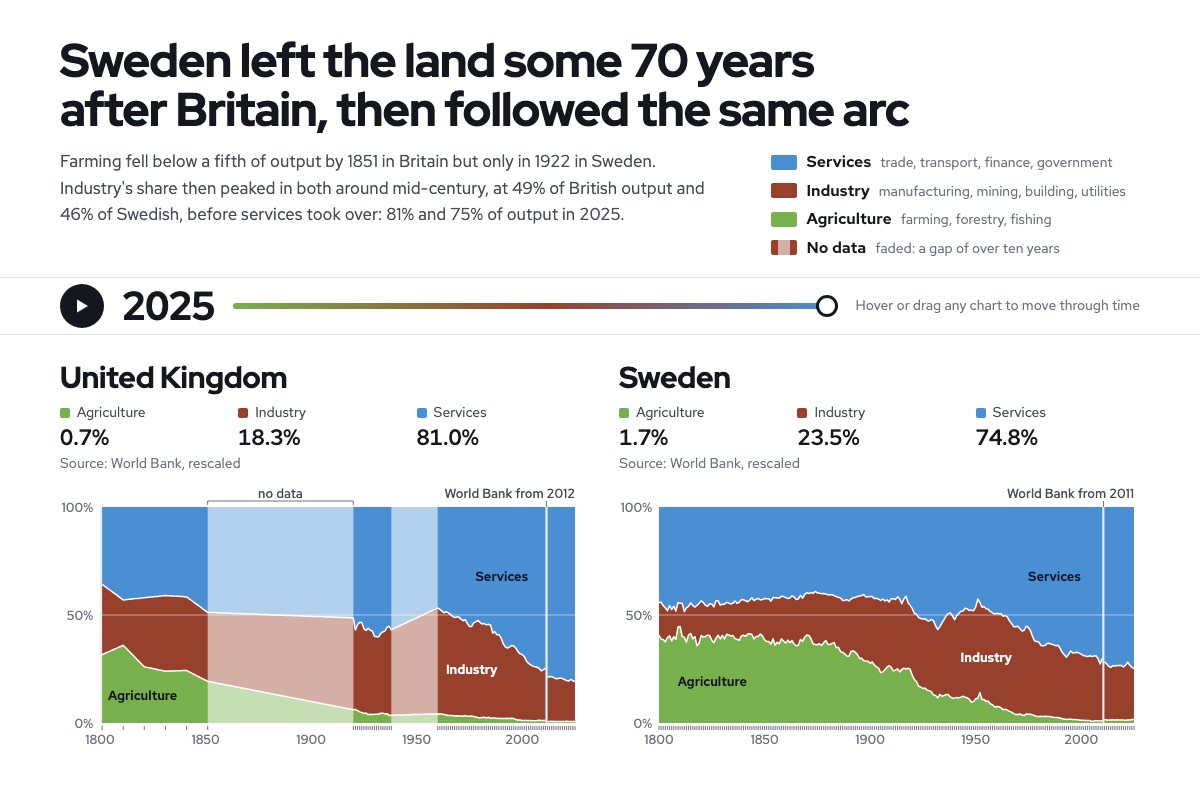 Sweden left the land some 70 years
after Britain, then followed the same arc
Farming fell below a fifth of output by 1851 in Britain but only in 1922 in Sweden.
Industry's share then peaked in both around mid-century, at 49% of British output and
46% of Swedish, before services took over: 81% and 75% of output in 2025.
Services trade, transport, finance, government
Industry manufacturing, mining, building, utilities
Agriculture farming, forestry, fishing
No data faded: a gap of over ten years
2025
Hover or drag any chart to move through time
United Kingdom
Agriculture Industry Services
0.7% 18.3% 81.0%
Source: World Bank, rescaled
no data World Bank from 2012
100%
Services
50%
Industry
Agriculture
0%
1800 1850 1900 1950 2000
Sweden
Agriculture Industry Services
1.7% 23.5% 74.8%
Source: World Bank, rescaled
World Bank from 2011
100%
Services
50%
Industry
Agriculture
0%
1800 1850 1900 1950 2000